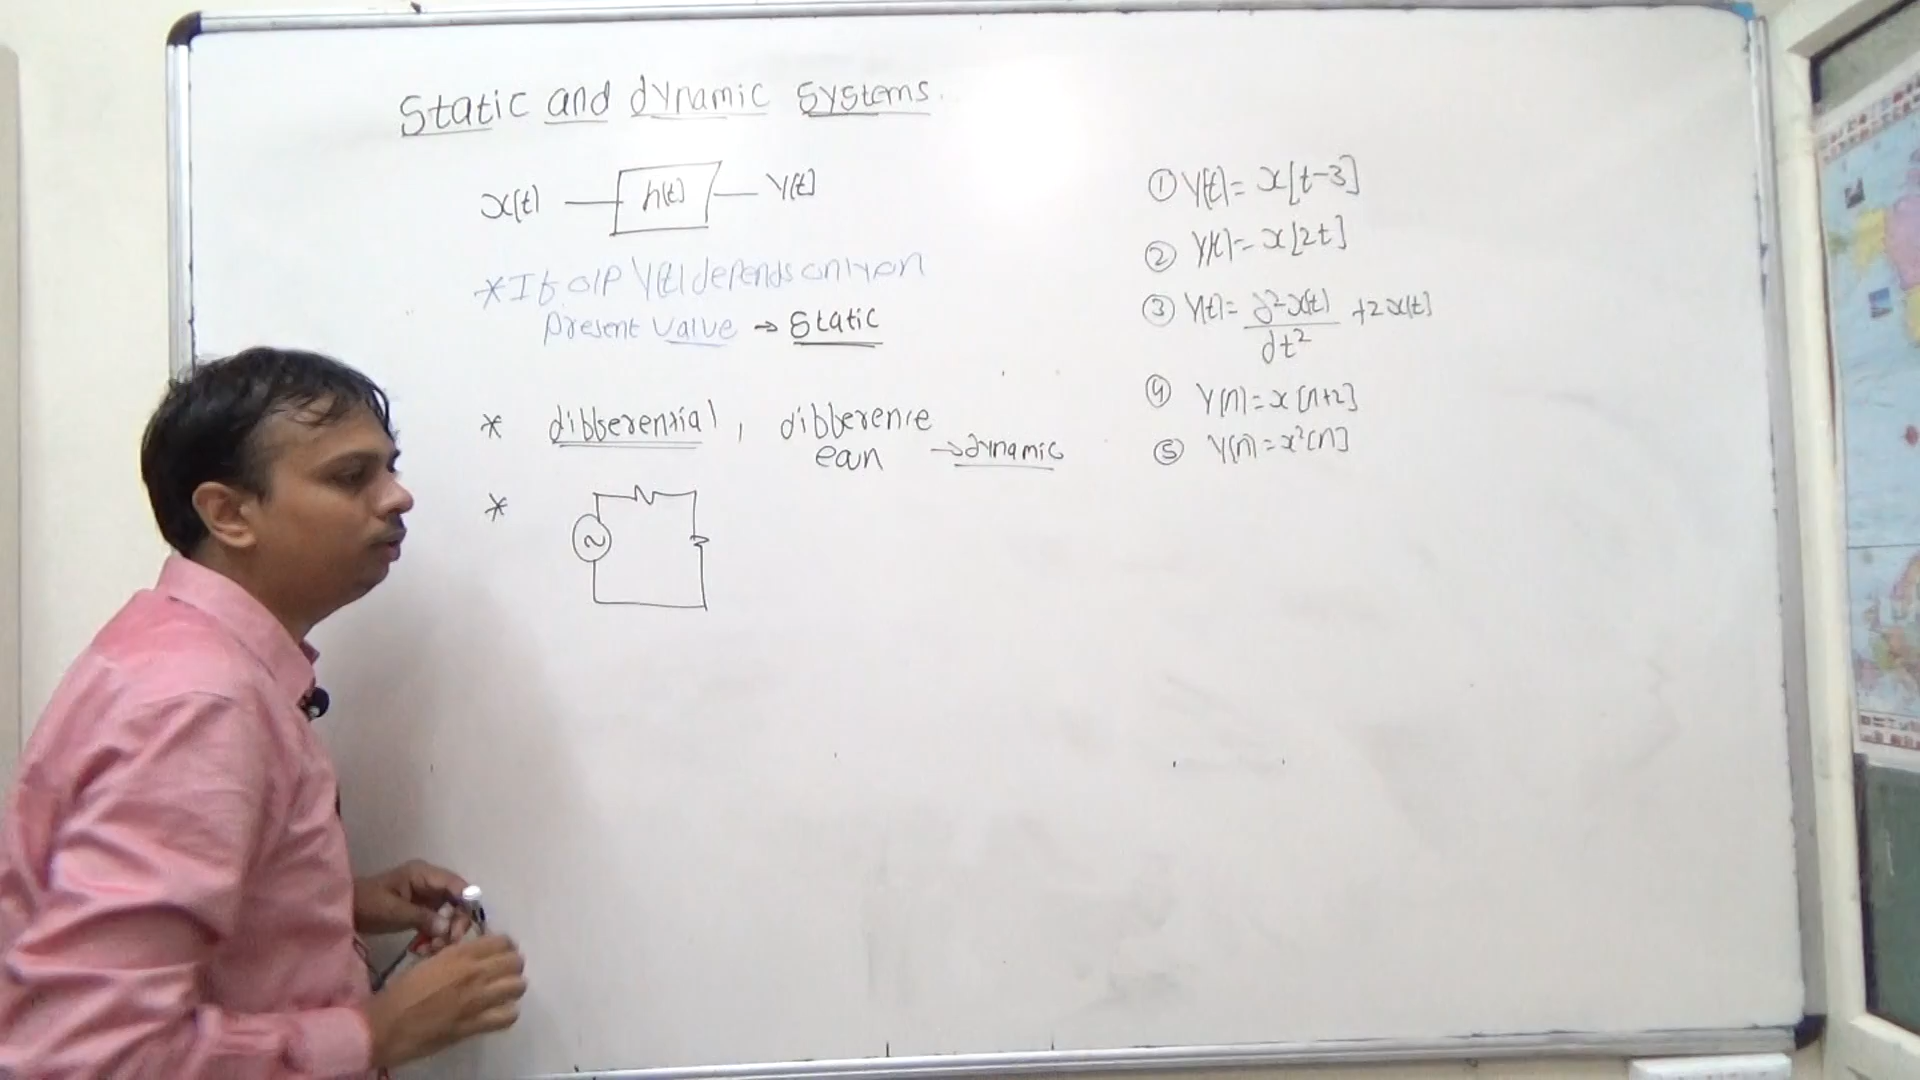 Static and dynamic Systems.
x(t) h(t) y(t)
*If o/p y(t) depends only on
present value → Static
* differential, difference
equn → dynamic
*
① y(t) = x[t-3]
② y(t) = x[2t]
③ y(t) = d²x(t)/dt² + 2x(t)
④ y[n] = x[n+2]
⑤ y[n] = x²[n]